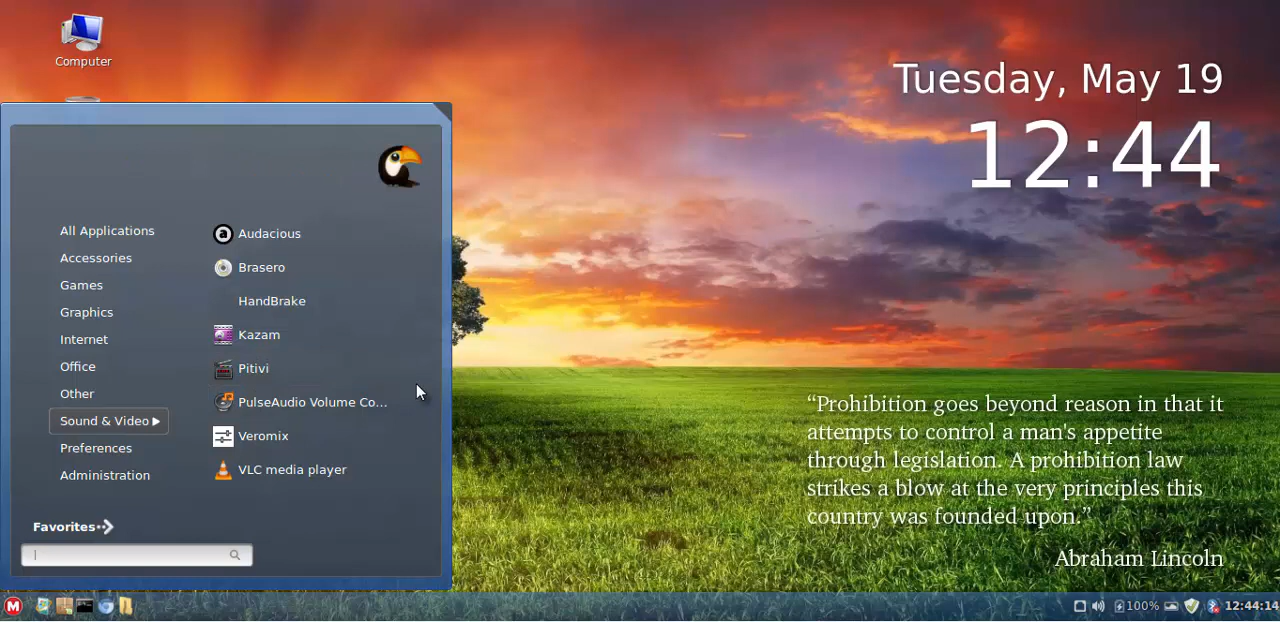 Computer
Tuesday, May 19
12:44
All Applications
Accessories
Games
Graphics
Internet
Office
Other
Sound & Video
Preferences
Administration
Audacious
Brasero
HandBrake
Kazam
Pitivi
PulseAudio Volume Co...
Veromix
VLC media player
Favorites
“Prohibition goes beyond reason in that it
attempts to control a man's appetite
through legislation. A prohibition law
strikes a blow at the very principles this
country was founded upon.”
Abraham Lincoln
M
100%
12:44:14